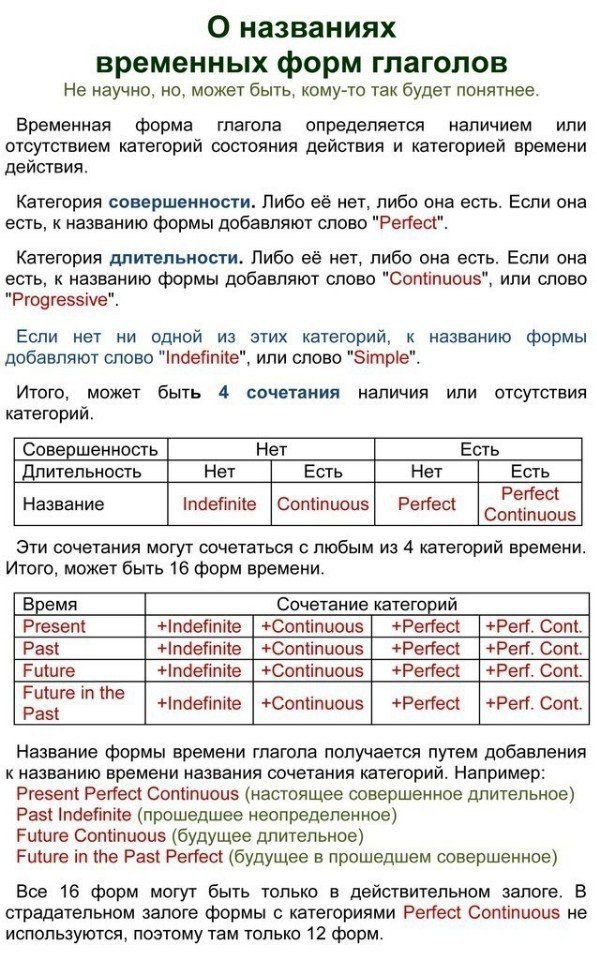 О названиях
временных форм глаголов
Не научно, но, может быть, кому-то так будет понятнее.
Временная форма глагола определяется наличием или
отсутствием категорий состояния действия и категорией времени
действия.
Категория совершенности. Либо её нет, либо она есть. Если она
есть, к названию формы добавляют слово "Perfect".
Категория длительности. Либо её нет, либо она есть. Если она
есть, к названию формы добавляют слово "Continuous", или слово
"Progressive".
Если нет ни одной из этих категорий, к названию формы
добавляют слово "Indefinite", или слово "Simple".
Итого, может быть 4 сочетания наличия или отсутствия
категорий.
Совершенность Нет Есть
Длительность Нет Есть Нет Есть
Название Indefinite Continuous Perfect Perfect
Continuous
Эти сочетания могут сочетаться с любым из 4 категорий времени.
Итого, может быть 16 форм времени.
Время Сочетание категорий
Present +Indefinite +Continuous +Perfect +Perf. Cont.
Past +Indefinite +Continuous +Perfect +Perf. Cont.
Future +Indefinite +Continuous +Perfect +Perf. Cont.
Future in the
Past +Indefinite +Continuous +Perfect +Perf. Cont.
Название формы времени глагола получается путем добавления
к названию времени названия сочетания категорий. Например:
Present Perfect Continuous (настоящее совершенное длительное)
Past Indefinite (прошедшее неопределенное)
Future Continuous (будущее длительное)
Future in the Past Perfect (будущее в прошедшем совершенное)
Все 16 форм могут быть только в действительном залоге. В
страдательном залоге формы с категориями Perfect Continuous не
используются, поэтому там только 12 форм.